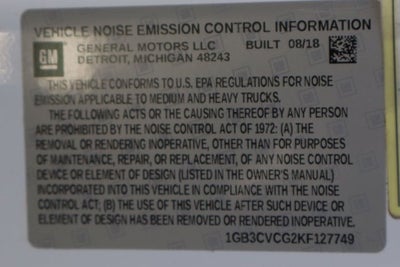 VEHICLE NOISE EMISSION CONTROL INFORMATION
GM GENERAL MOTORS LLC BUILT 08/18
DETROIT, MICHIGAN 48243
THIS VEHICLE CONFORMS TO U.S. EPA REGULATIONS FOR NOISE
EMISSION APPLICABLE TO MEDIUM AND HEAVY TRUCKS.
THE FOLLOWING ACTS OR THE CAUSING THEREOF BY ANY PERSON
ARE PROHIBITED BY THE NOISE CONTROL ACT OF 1972: (A) THE
REMOVAL OR RENDERING INOPERATIVE, OTHER THAN FOR PURPOSES
OF MAINTENANCE, REPAIR, OR REPLACEMENT, OF ANY NOISE CONTROL
DEVICE OR ELEMENT OF DESIGN (LISTED IN THE OWNER'S MANUAL)
INCORPORATED INTO THIS VEHICLE IN COMPLIANCE WITH THE NOISE
CONTROL ACT; (B) THE USE OF THIS VEHICLE AFTER SUCH DEVICE OR
ELEMENT OF DESIGN HAS BEEN REMOVED OR RENDERED INOPERATIVE
1GB3CVCG2KF127749